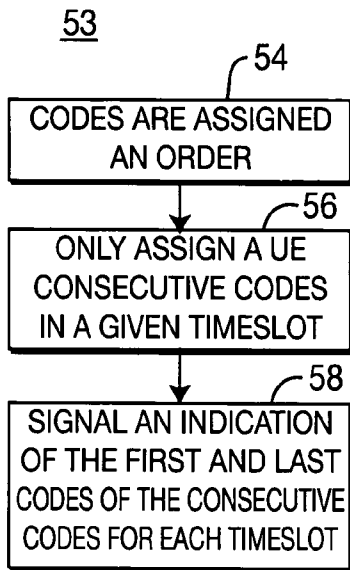 53
54
CODES ARE ASSIGNED
AN ORDER
56
ONLY ASSIGN A UE
CONSECUTIVE CODES
IN A GIVEN TIMESLOT
58
SIGNAL AN INDICATION
OF THE FIRST AND LAST
CODES OF THE CONSECUTIVE
CODES FOR EACH TIMESLOT